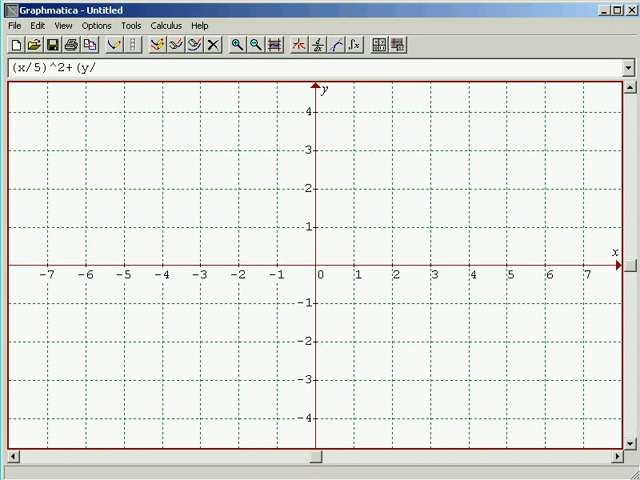 Graphmatica - Untitled
File Edit View Options Tools Calculus Help
(x/5)^2+(y/
y
4
3
2
1
x
-7 -6 -5 -4 -3 -2 -1 0 1 2 3 4 5 6 7
-1
-2
-3
-4